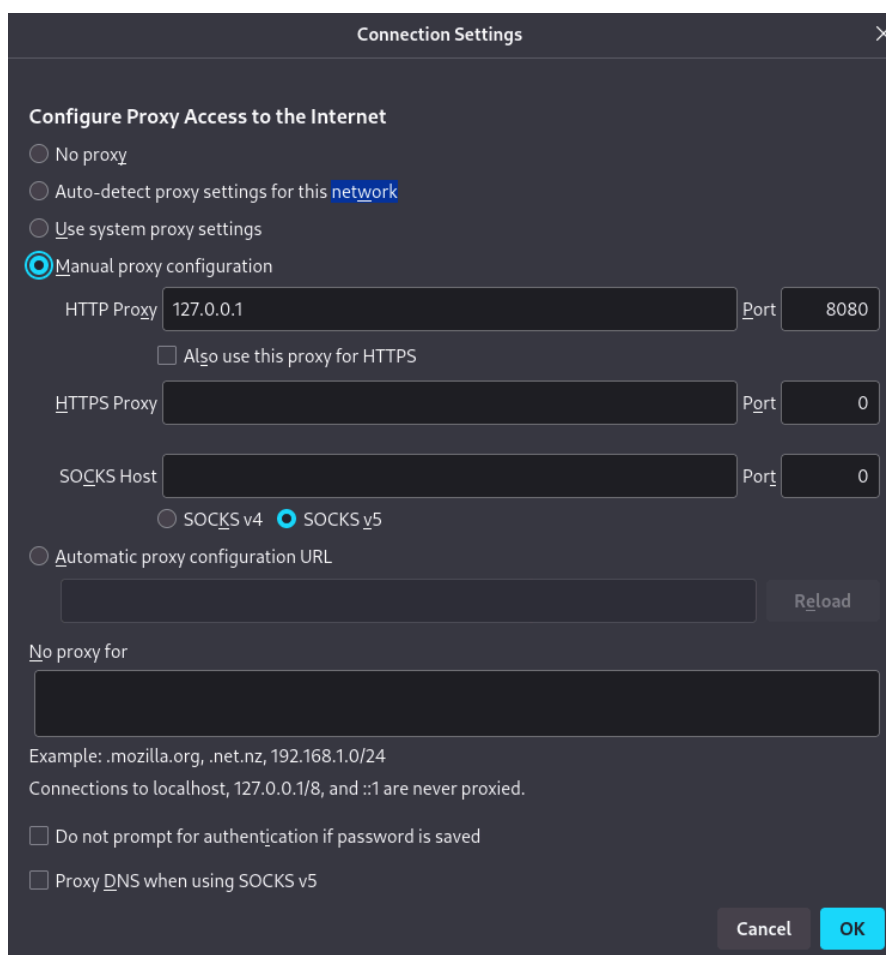 Connection Settings
Configure Proxy Access to the Internet
No proxy
Auto-detect proxy settings for this network
Use system proxy settings
Manual proxy configuration
HTTP Proxy 127.0.0.1 Port 8080
Also use this proxy for HTTPS
HTTPS Proxy Port 0
SOCKS Host Port 0
SOCKS v4 SOCKS v5
Automatic proxy configuration URL
Reload
No proxy for
Example: .mozilla.org, .net.nz, 192.168.1.0/24
Connections to localhost, 127.0.0.1/8, and ::1 are never proxied.
Do not prompt for authentication if password is saved
Proxy DNS when using SOCKS v5
Cancel OK